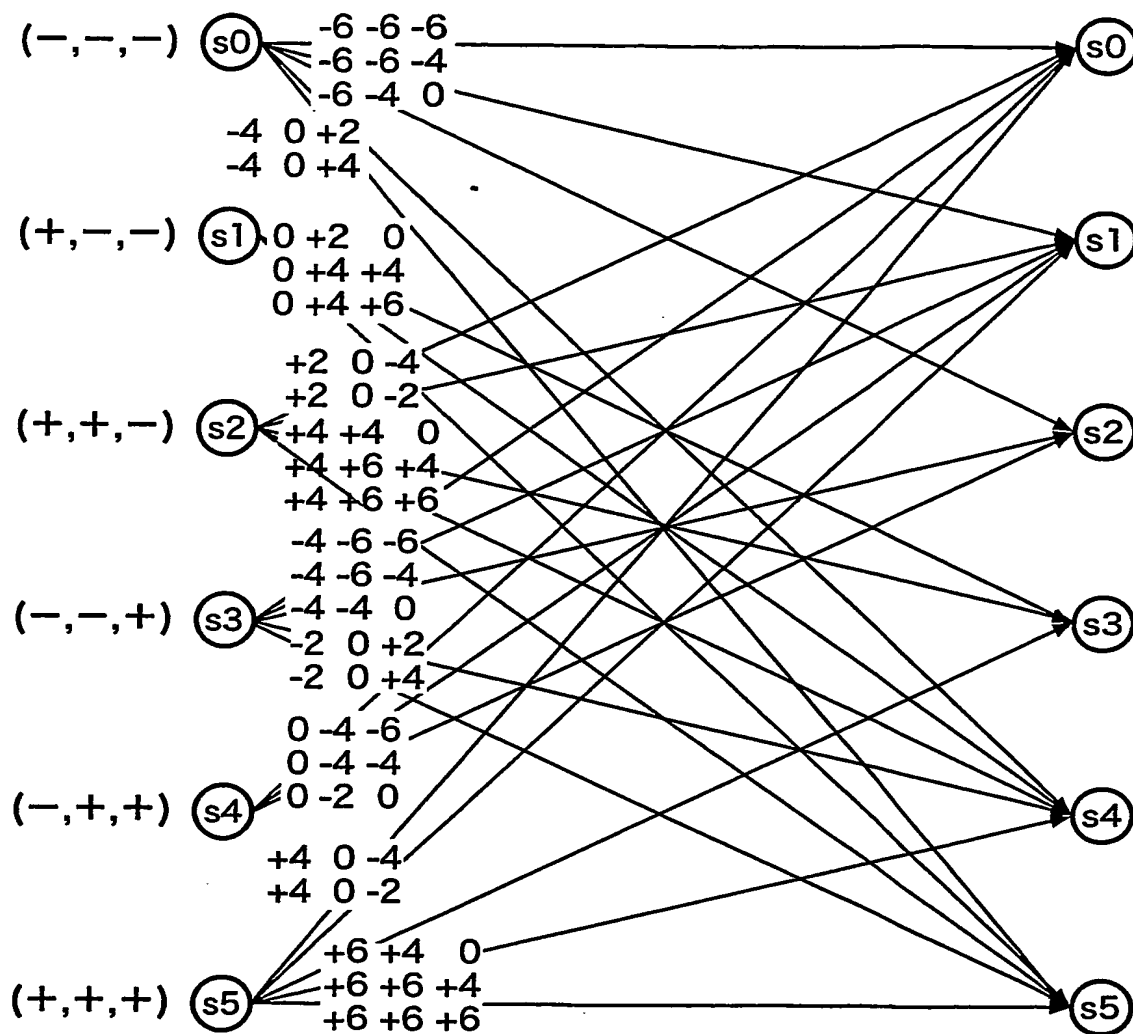 (−,−,−) s0 -6 -6 -6 s0
-6 -6 -4
-6 -4 0
-4 0 +2
-4 0 +4
(+,−,−) s1 0 +2 0 s1
0 +4 +4
0 +4 +6
+2 0 -4
+2 0 -2
(+,+,−) s2 +4 +4 0 s2
+4 +6 +4
+4 +6 +6
-4 -6 -6
-4 -6 -4
(−,−,+) s3 -4 -4 0 s3
-2 0 +2
-2 0 +4
0 -4 -6
0 -4 -4
(−,+,+) s4 0 -2 0 s4
+4 0 -4
+4 0 -2
+6 +4 0
(+,+,+) s5 +6 +6 +4 s5
+6 +6 +6